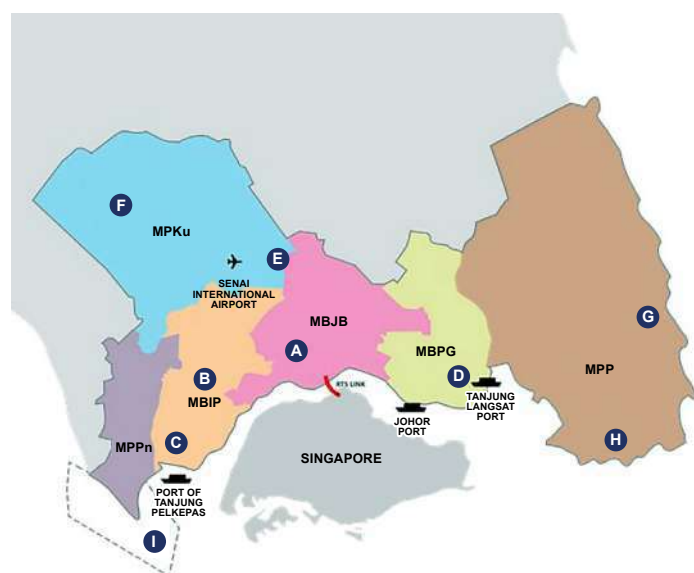 F
MPKu
E
SENAI
INTERNATIONAL
AIRPORT
G
MBJB
A
MBPG
MPP
B
MBIP
D
RTS LINK
TANJUNG
LANGSAT
PORT
JOHOR
PORT
MPPn
C
H
SINGAPORE
PORT OF
TANJUNG
PELKEPAS
I